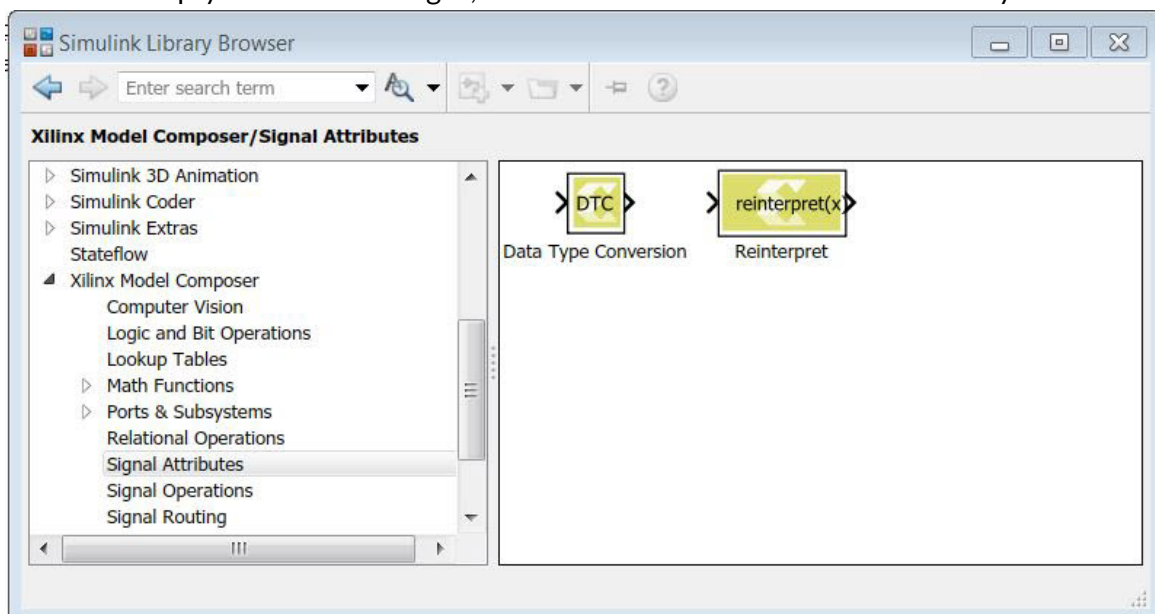 Simulink Library Browser
Enter search term
Xilinx Model Composer/Signal Attributes
Simulink 3D Animation
Simulink Coder
Simulink Extras
Stateflow
Xilinx Model Composer
Computer Vision
Logic and Bit Operations
Lookup Tables
Math Functions
Ports & Subsystems
Relational Operations
Signal Attributes
Signal Operations
Signal Routing
DTC
reinterpret(x)
Data Type Conversion
Reinterpret